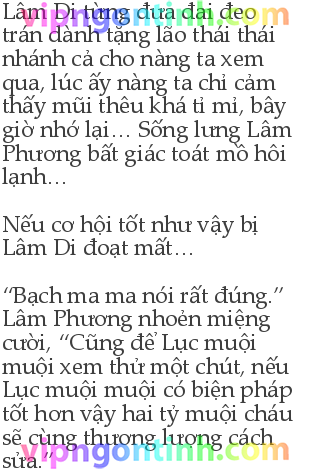 Lâm Di từng đưa đai đeo
trán dành tặng lão thái thái
nhánh cả cho nàng ta xem
qua, lúc ấy nàng ta chỉ cảm
thấy mũi thêu khá tỉ mỉ, bây
giờ nhớ lại... Sống lưng Lâm
Phương bất giác toát mồ hôi
lạnh...
Nếu cơ hội tốt như vậy bị
Lâm Di đoạt mất...
“Bạch ma ma nói rất đúng.”
Lâm Phương nhoẻn miệng
cười, “Cũng để Lục muội
muội xem thử một chút, nếu
Lục muội muội có biện pháp
tốt hơn vậy hai tỷ muội cháu
sẽ cùng thương lượng cách
sửa.”
vipngontinh.com
vipngontinh.com